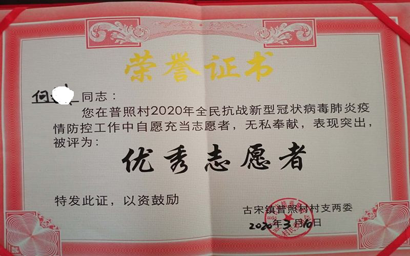 荣誉证书
同志：
您在普照村2020年全民抗战新型冠状病毒肺炎疫
情防控工作中自愿充当志愿者，无私奉献，表现突出，
被评为：
优秀志愿者
特发此证，以资鼓励
古宋镇普照村村支两委
2020年3月10日